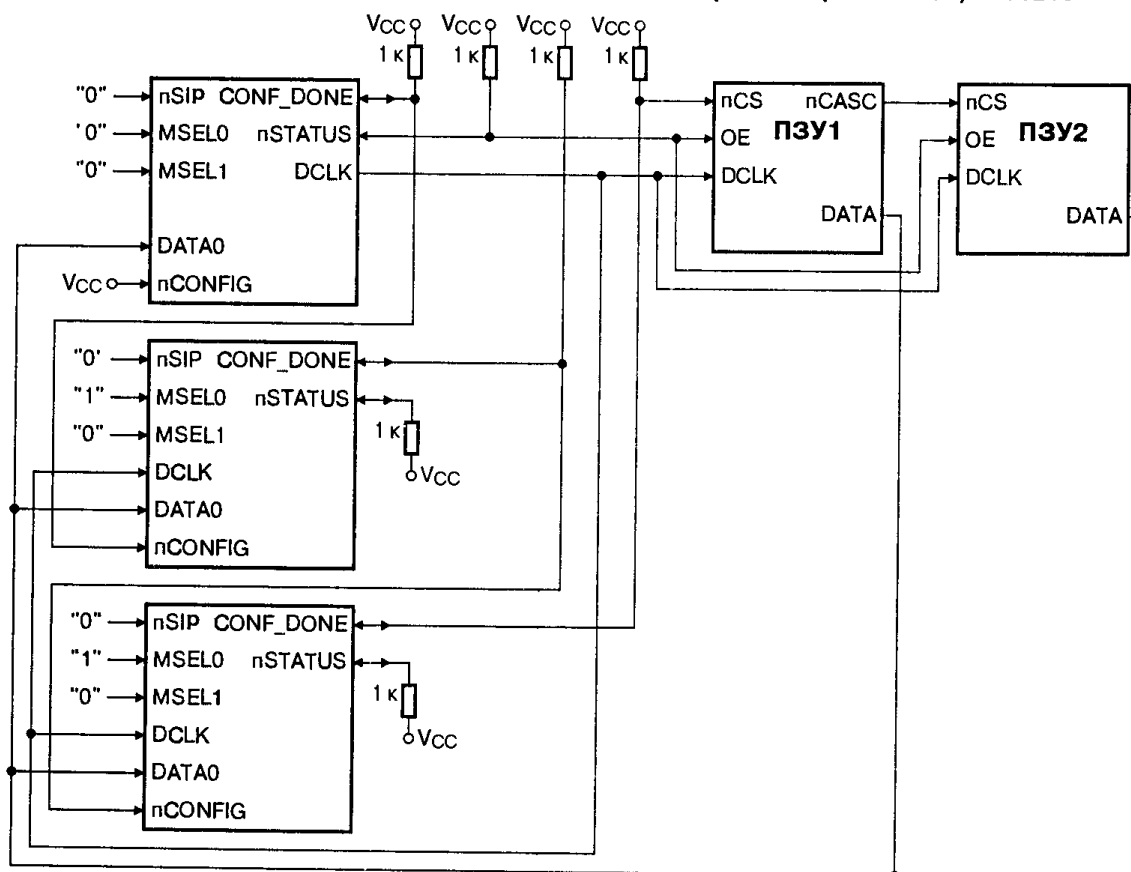 VCC VCC VCC VCC
1 к 1 к 1 к 1 к
"0" nSIP CONF_DONE
' 0" MSEL0 nSTATUS
"0" MSEL1 DCLK
DATA0
VCC nCONFIG
nCS nCASC
OE ПЗУ1
DCLK
DATA
nCS
OE ПЗУ2
DCLK
DATA
"0' nSIP CONF_DONE
"1" MSEL0 nSTATUS
"0" MSEL1 1 к
DCLK VCC
DATA0
nCONFIG
"0" nSIP CONF_DONE
"1" MSEL0 nSTATUS
"0" MSEL1 1 к
DCLK VCC
DATA0
nCONFIG